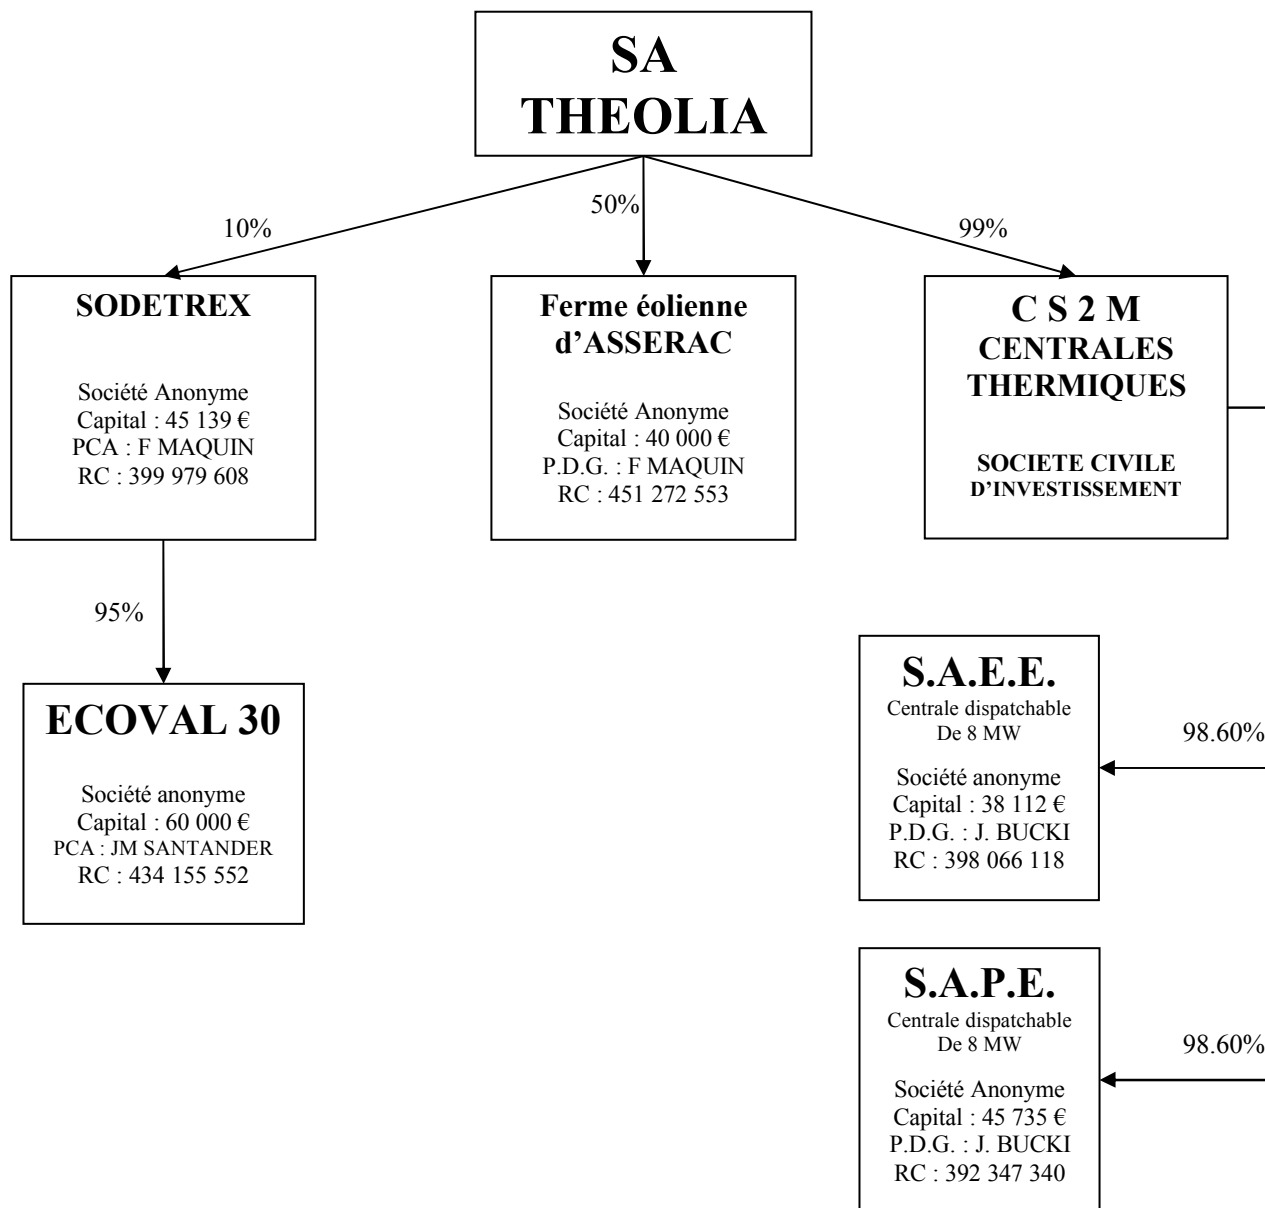 SA
THEOLIA
10%
50%
99%
SODETREX
Société Anonyme
Capital : 45 139 €
PCA : F MAQUIN
RC : 399 979 608
Ferme éolienne
d’ASSERAC
Société Anonyme
Capital : 40 000 €
P.D.G. : F MAQUIN
RC : 451 272 553
C S 2 M
CENTRALES
THERMIQUES
SOCIETE CIVILE
D’INVESTISSEMENT
95%
ECOVAL 30
Société anonyme
Capital : 60 000 €
PCA : JM SANTANDER
RC : 434 155 552
S.A.E.E.
Centrale dispatchable
De 8 MW
Société anonyme
Capital : 38 112 €
P.D.G. : J. BUCKI
RC : 398 066 118
98.60%
S.A.P.E.
Centrale dispatchable
De 8 MW
Société Anonyme
Capital : 45 735 €
P.D.G. : J. BUCKI
RC : 392 347 340
98.60%